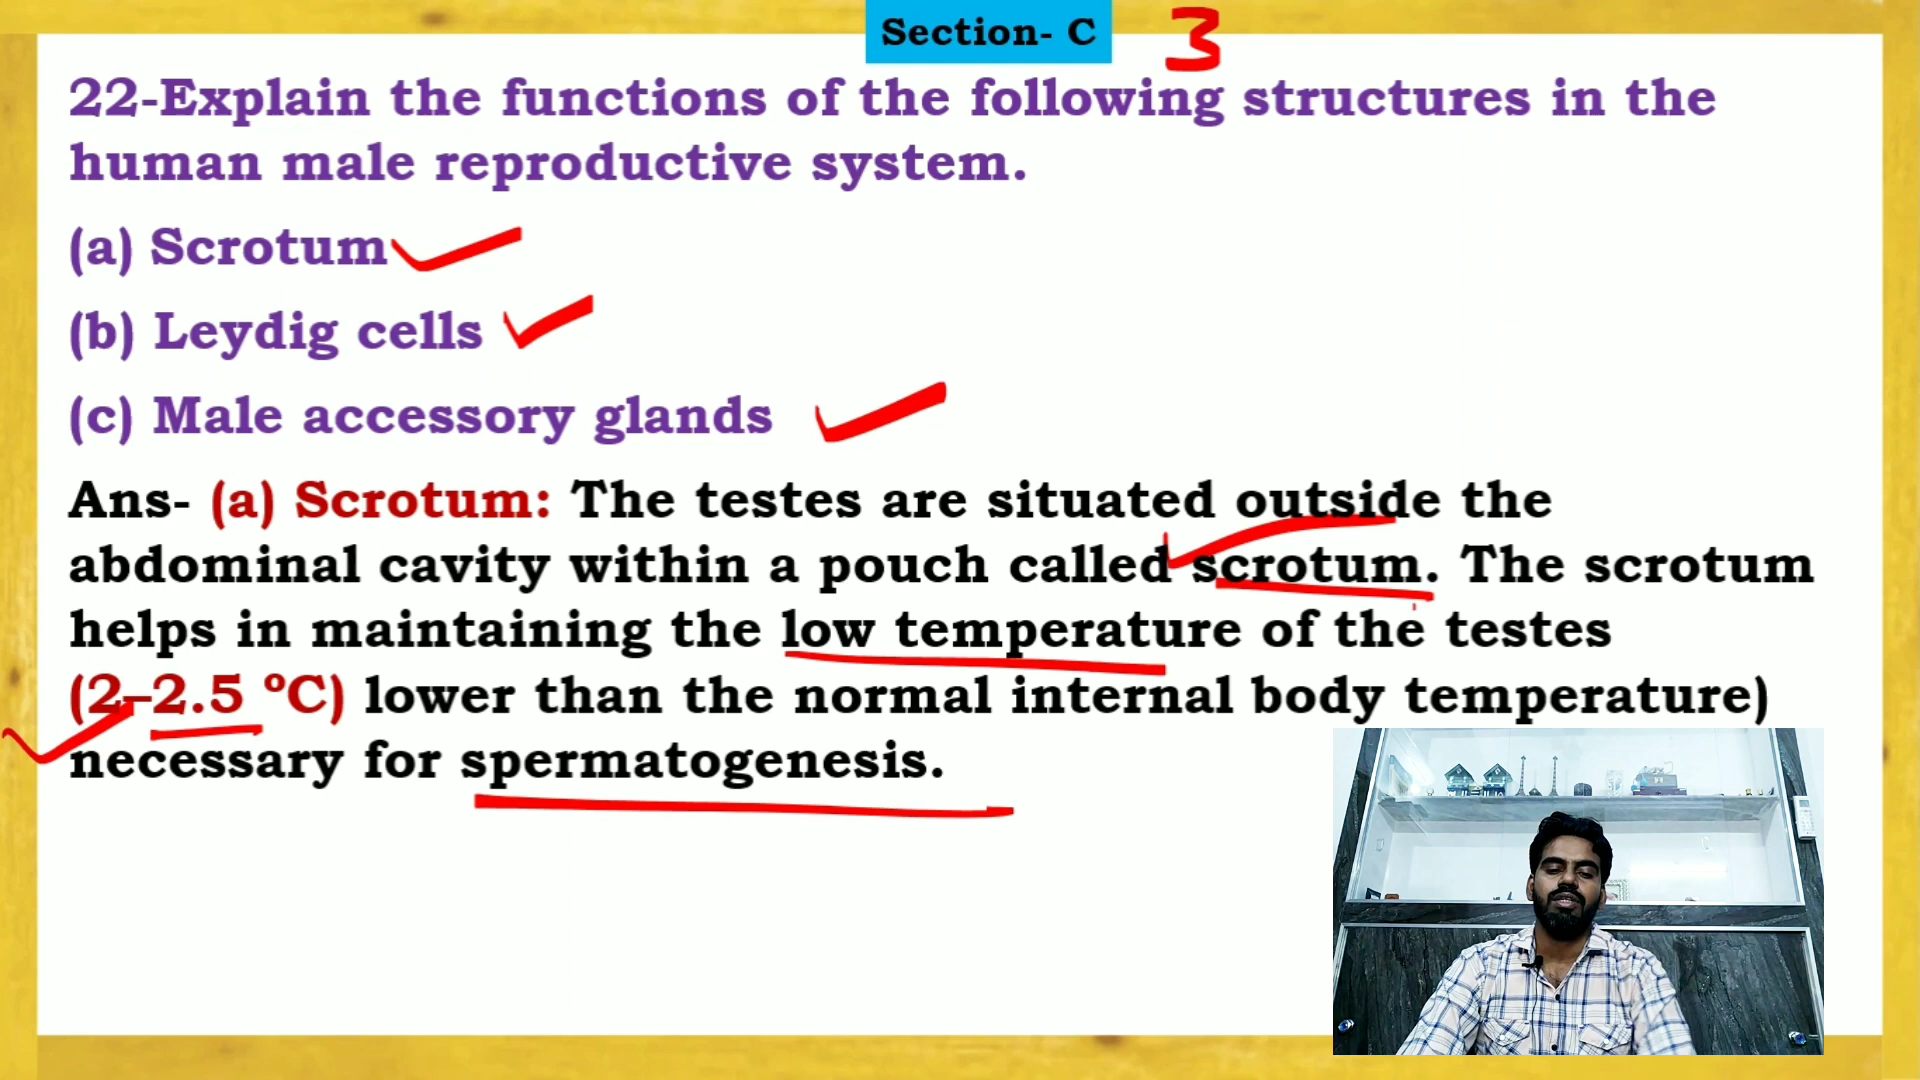 Section- C 3
22-Explain the functions of the following structures in the
human male reproductive system.
(a) Scrotum
(b) Leydig cells
(c) Male accessory glands
Ans- (a) Scrotum: The testes are situated outside the
abdominal cavity within a pouch called scrotum. The scrotum
helps in maintaining the low temperature of the testes
(2–2.5 ºC) lower than the normal internal body temperature)
necessary for spermatogenesis.